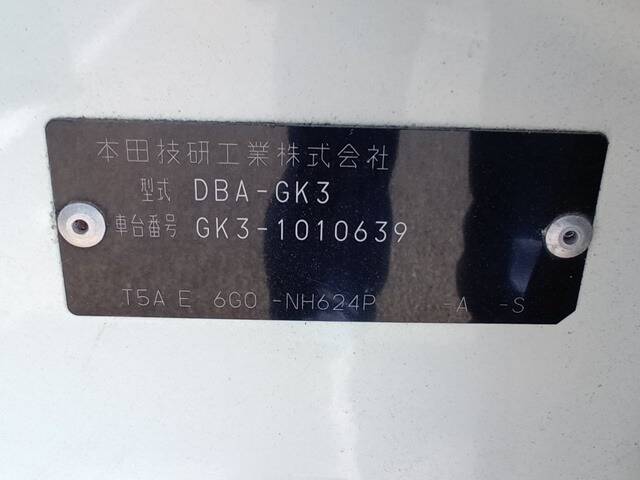 本田技研工業株式会社
型式 DBA-GK3
車台番号 GK3-1010639
T5A E 6G0 -NH624P -A -S